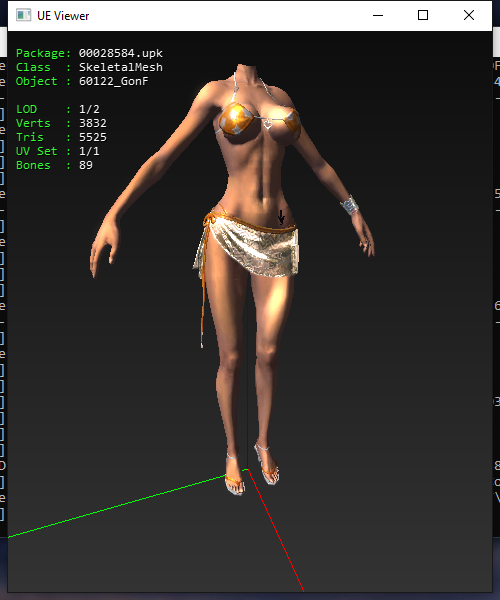 UE Viewer
Package: 00028584.upk
Class : SkeletalMesh
Object : 60122_GonF
LOD : 1/2
Verts : 3832
Tris : 5525
UV Set : 1/1
Bones : 89